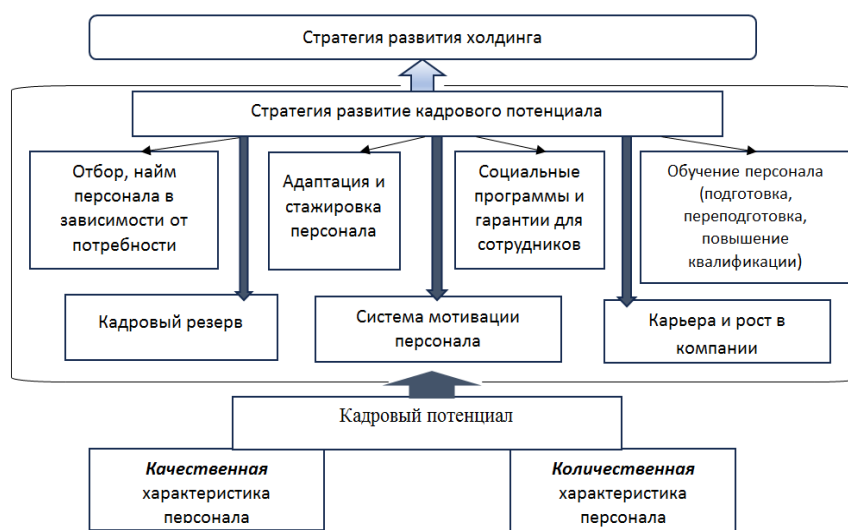 Стратегия развития холдинга
Стратегия развитие кадрового потенциала
Отбор, найм
персонала в
зависимости от
потребности
Адаптация и
стажировка
персонала
Социальные
программы и
гарантии для
сотрудников
Обучение персонала
(подготовка,
переподготовка,
повышение
квалификации)
Кадровый резерв
Система мотивации
персонала
Карьера и рост в
компании
Кадровый потенциал
Качественная
характеристика
персонала
Количественная
характеристика
персонала